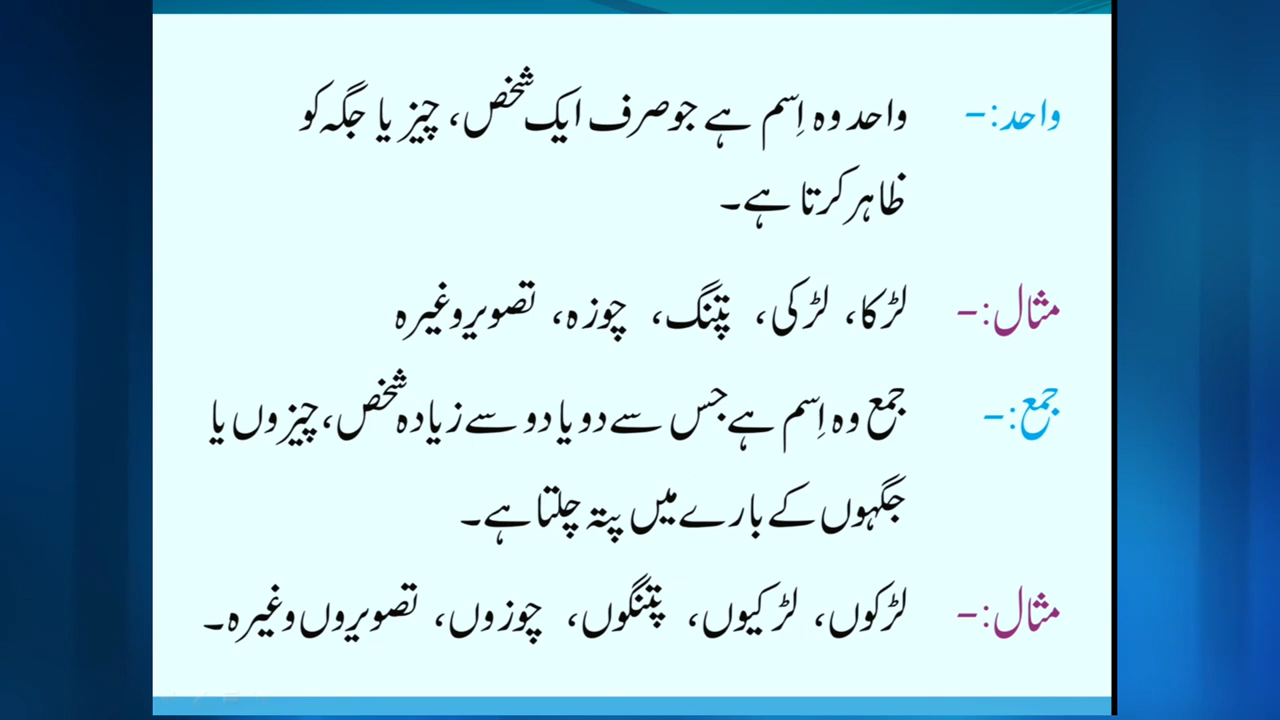 واحد:- واحد وہ اِسم ہے جو صرف ایک شخص، چیز یا جگہ کو
ظاہر کرتا ہے۔
مثال:- لڑکا، لڑکی، پتنگ، چوزہ، تصویر وغیرہ
جمع:- جمع وہ اِسم ہے جس سے دو یا دو سے زیادہ شخص، چیزوں یا
جگہوں کے بارے میں پتہ چلتا ہے۔
مثال:- لڑکوں، لڑکیوں، پتنگوں، چوزوں، تصویروں وغیرہ۔